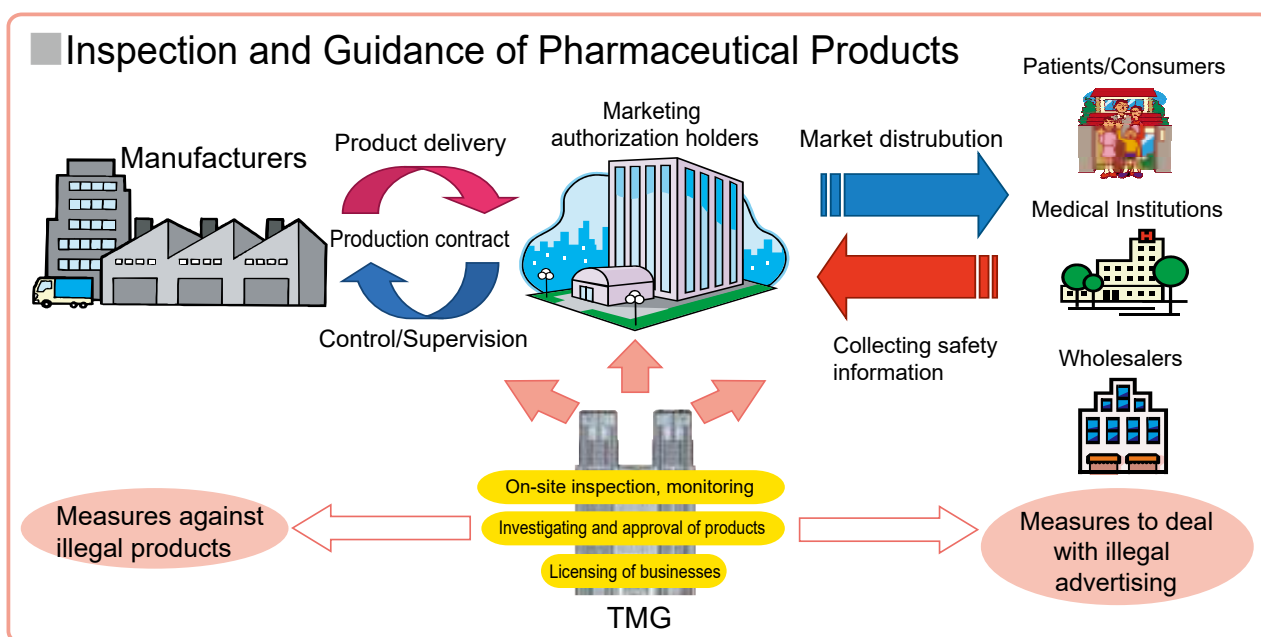 Inspection and Guidance of Pharmaceutical Products
Patients/Consumers
Marketing
authorization holders
Product delivery
Market distrubution
Manufacturers
Medical Institutions
Production contract
Control/Supervision
Collecting safety
information
Wholesalers
H
On-site inspection, monitoring
Investigating and approval of products
Licensing of businesses
Measures against
illegal products
Measures to deal
with illegal
advertising
TMG